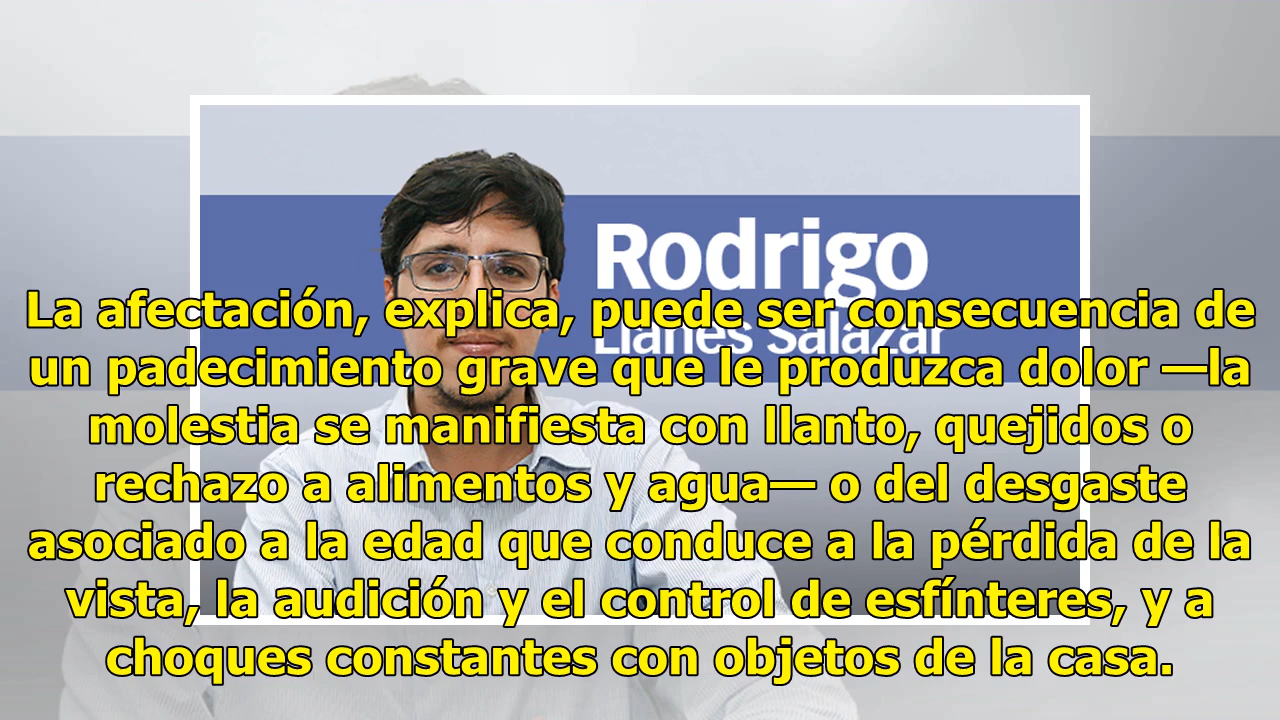 Rodrigo
Llanes Salazar
La afectación, explica, puede ser consecuencia de
un padecimiento grave que le produzca dolor —la
molestia se manifiesta con llanto, quejidos o
rechazo a alimentos y agua— o del desgaste
asociado a la edad que conduce a la pérdida de la
vista, la audición y el control de esfínteres, y a
choques constantes con objetos de la casa.